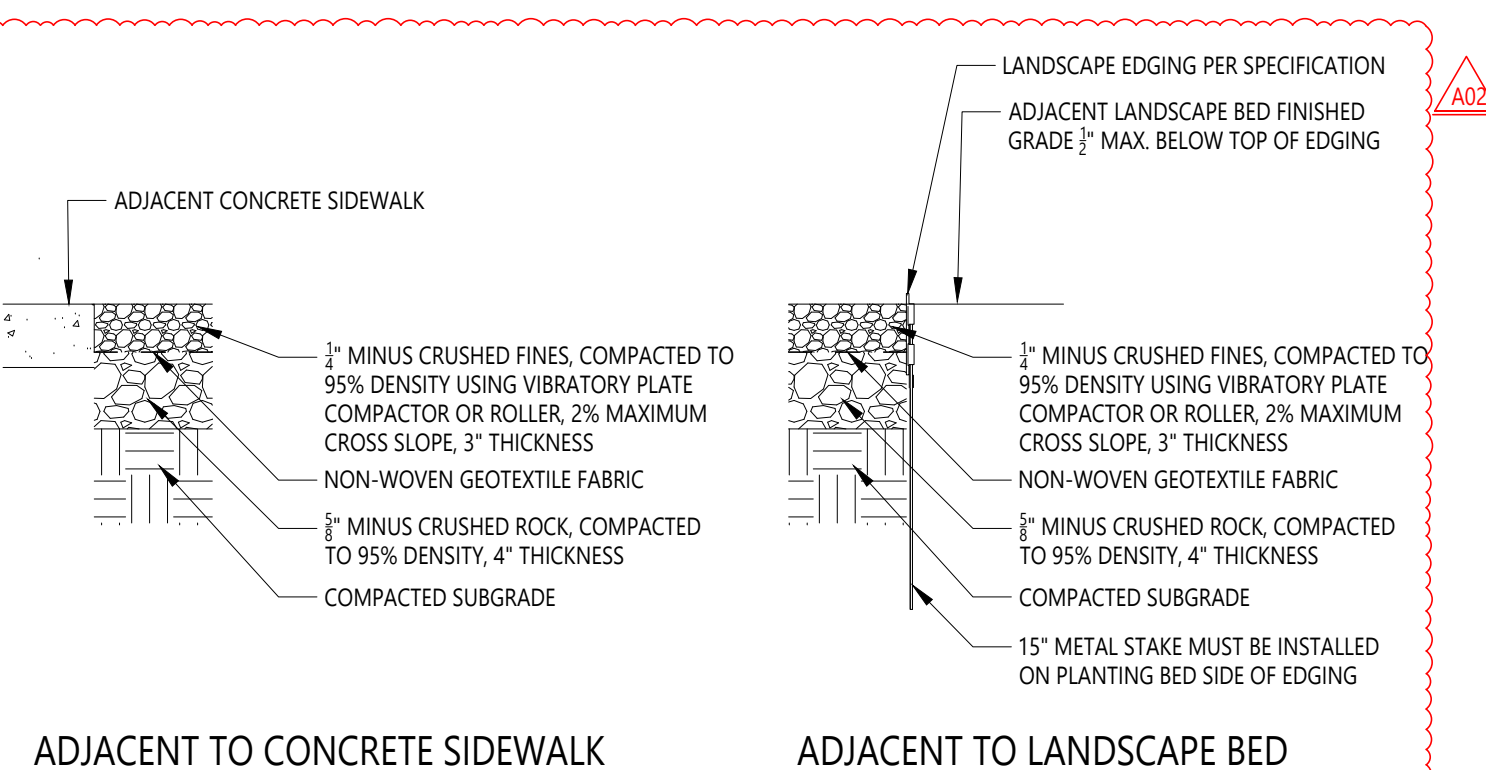 ADJACENT CONCRETE SIDEWALK
1/4" MINUS CRUSHED FINES, COMPACTED TO
95% DENSITY USING VIBRATORY PLATE
COMPACTOR OR ROLLER, 2% MAXIMUM
CROSS SLOPE, 3" THICKNESS
NON-WOVEN GEOTEXTILE FABRIC
5/8" MINUS CRUSHED ROCK, COMPACTED
TO 95% DENSITY, 4" THICKNESS
COMPACTED SUBGRADE
ADJACENT TO CONCRETE SIDEWALK
LANDSCAPE EDGING PER SPECIFICATION
ADJACENT LANDSCAPE BED FINISHED
GRADE 1/2" MAX. BELOW TOP OF EDGING
1/4" MINUS CRUSHED FINES, COMPACTED TO
95% DENSITY USING VIBRATORY PLATE
COMPACTOR OR ROLLER, 2% MAXIMUM
CROSS SLOPE, 3" THICKNESS
NON-WOVEN GEOTEXTILE FABRIC
5/8" MINUS CRUSHED ROCK, COMPACTED
TO 95% DENSITY, 4" THICKNESS
COMPACTED SUBGRADE
15" METAL STAKE MUST BE INSTALLED
ON PLANTING BED SIDE OF EDGING
ADJACENT TO LANDSCAPE BED
A02